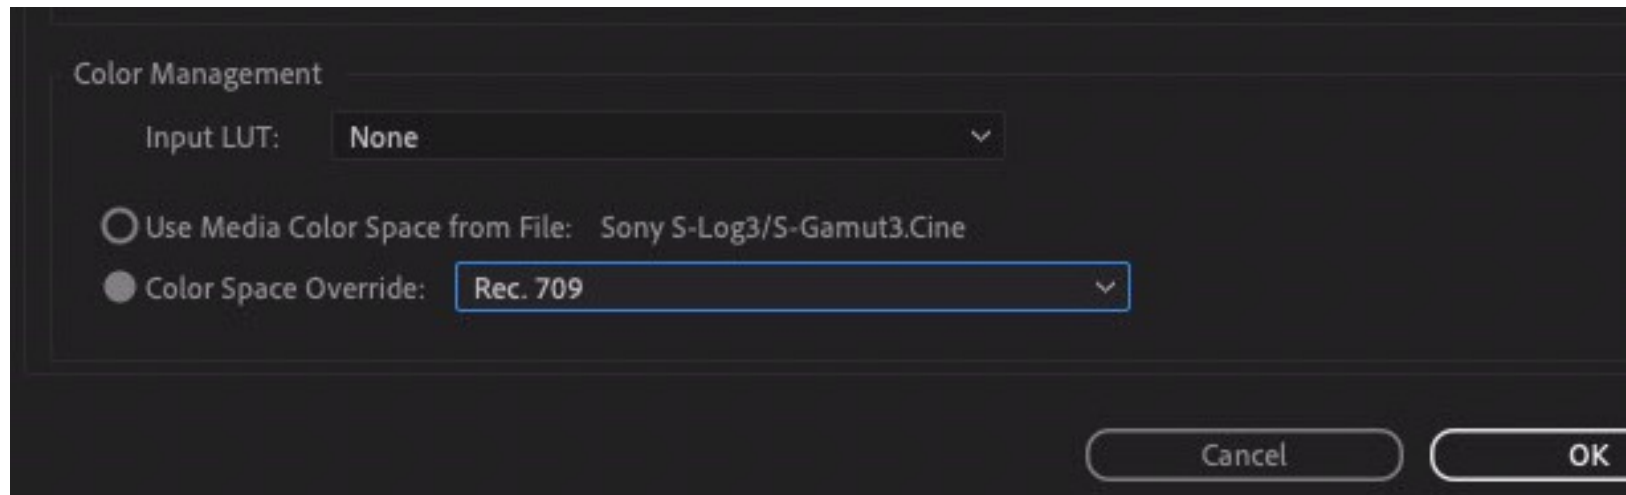 Color Management
Input LUT: None
Use Media Color Space from File: Sony S-Log3/S-Gamut3.Cine
Color Space Override: Rec. 709
Cancel OK